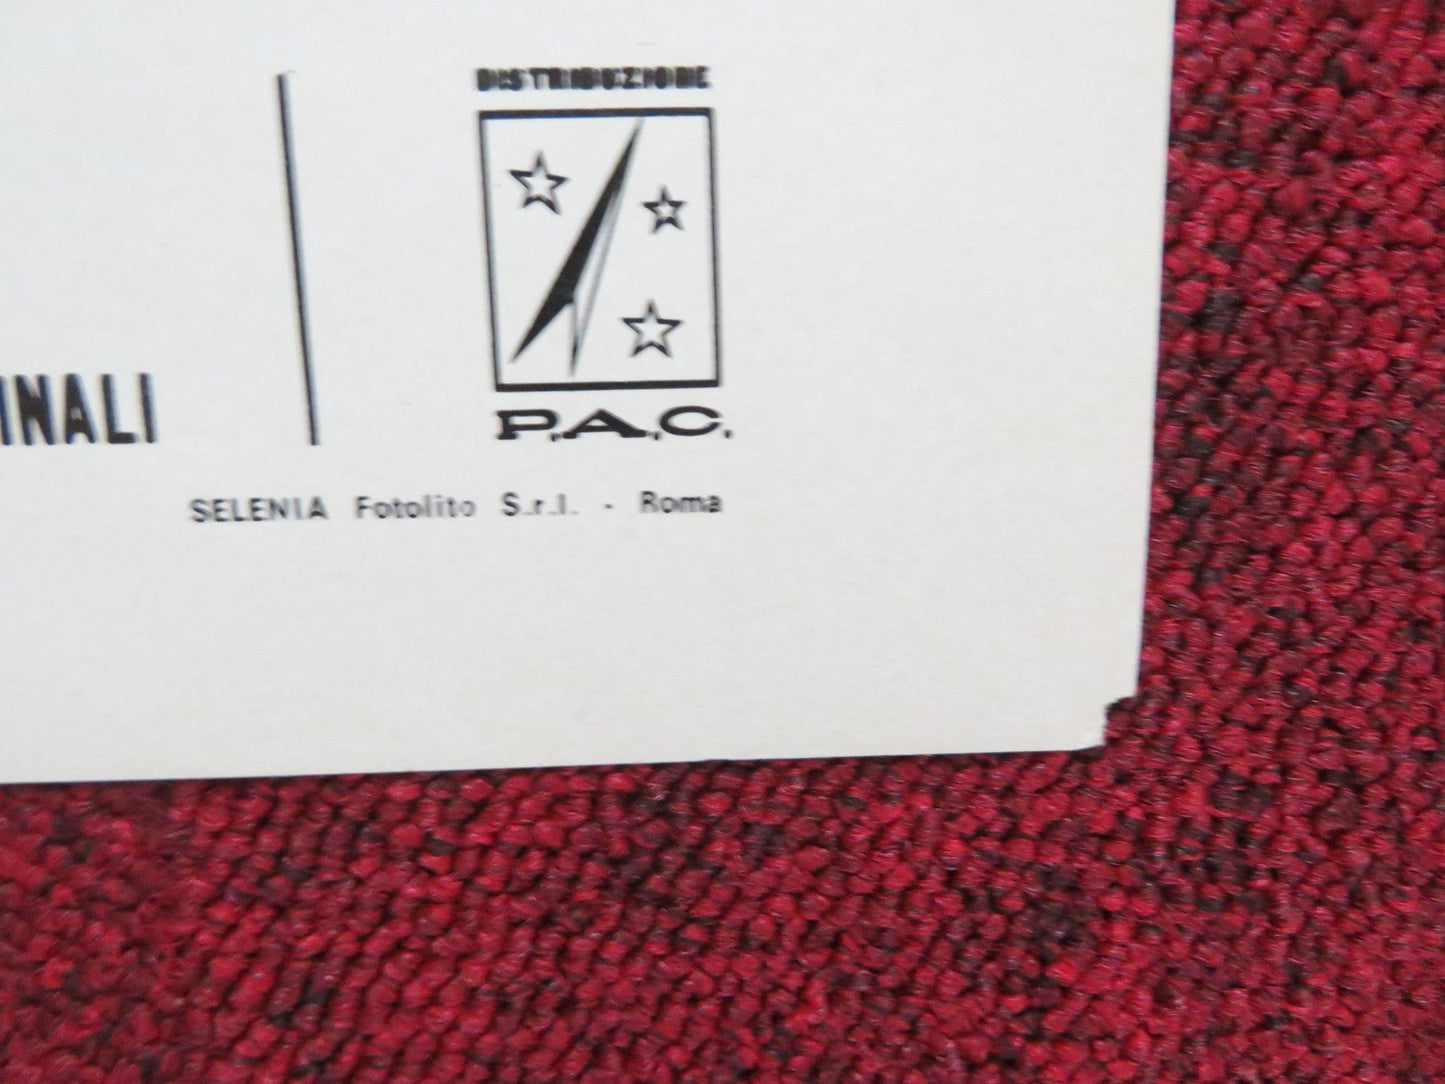 DISTRIBUZIONE
INALI
P.A.C.
SELENIA Fotolito S.r.l. - Roma